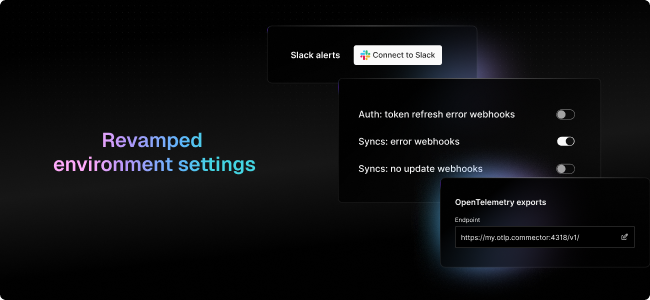 Revamped
environment settings
Slack alerts
Connect to Slack
Auth: token refresh error webhooks
Syncs: error webhooks
Syncs: no update webhooks
OpenTelemetry exports
Endpoint
https://my.otlp.commector:4318/v1/